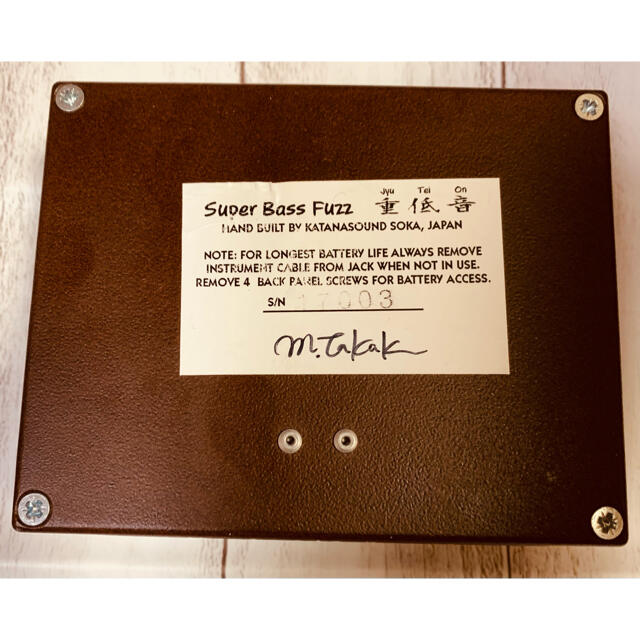 Jyu Tei On
Super Bass Fuzz 重低音
HAND BUILT BY KATANASOUND SOKA, JAPAN
NOTE: FOR LONGEST BATTERY LIFE ALWAYS REMOVE
INSTRUMENT CABLE FROM JACK WHEN NOT IN USE.
REMOVE 4 BACK PANEL SCREWS FOR BATTERY ACCESS.
S/N 17003
M. Takak